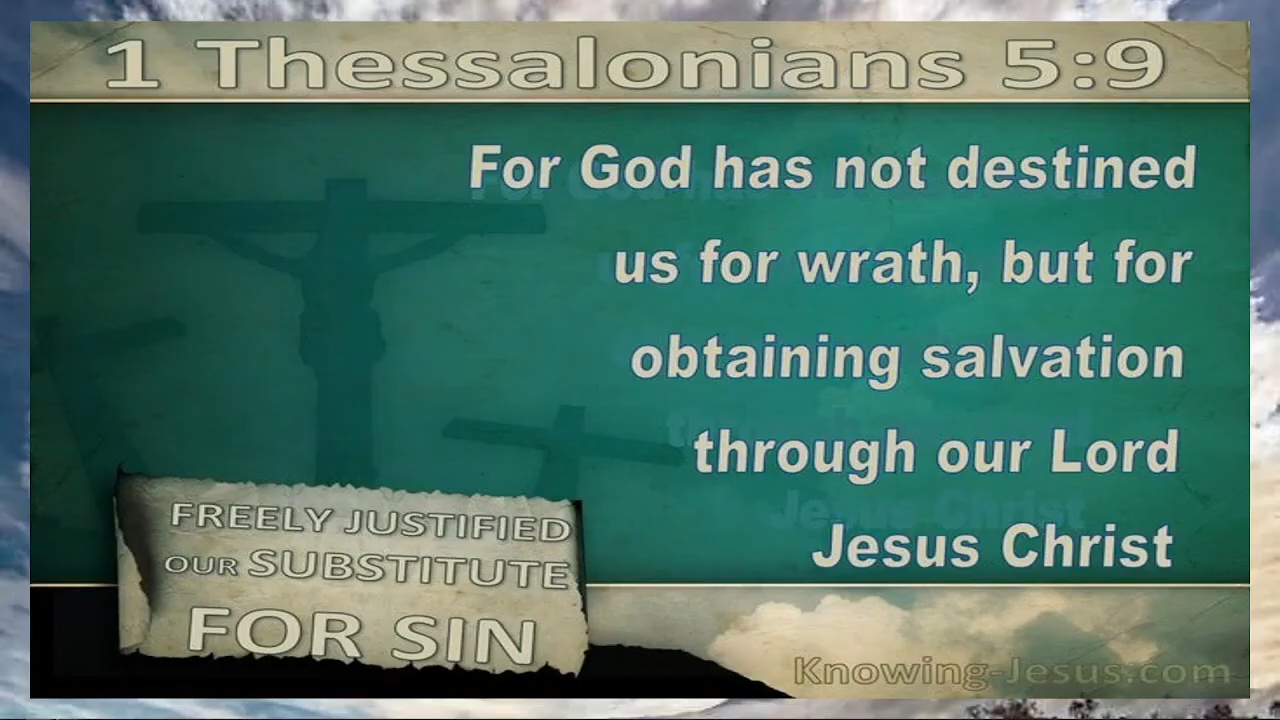 1 Thessalonians 5:9
For God has not destined
us for wrath, but for
obtaining salvation
through our Lord
Jesus Christ
FREELY JUSTIFIED
OUR SUBSTITUTE
FOR SIN
Knowing-Jesus.com